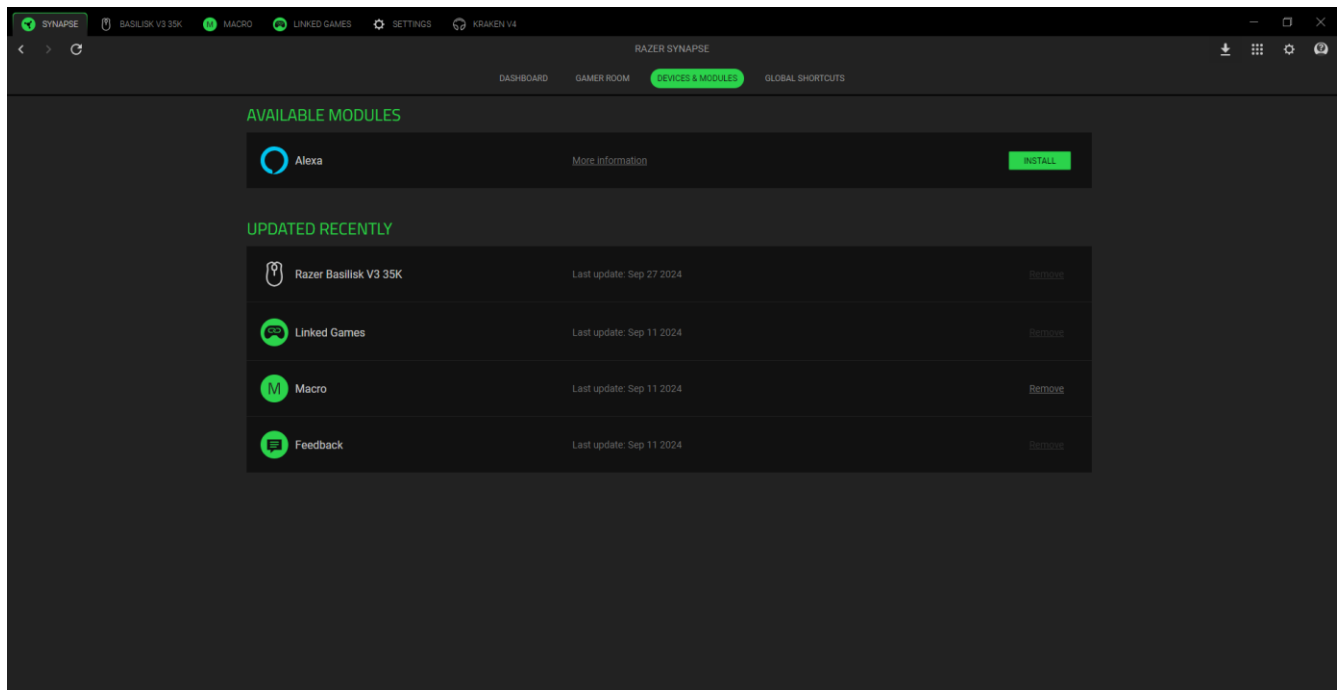 SYNAPSE BASILISK V3 35K M MACRO LINKED GAMES SETTINGS KRAKEN V4
RAZER SYNAPSE
DASHBOARD GAMER ROOM DEVICES & MODULES GLOBAL SHORTCUTS
AVAILABLE MODULES
Alexa More information INSTALL
UPDATED RECENTLY
Razer Basilisk V3 35K Last update: Sep 27 2024 Remove
Linked Games Last update: Sep 11 2024 Remove
M Macro Last update: Sep 11 2024 Remove
Feedback Last update: Sep 11 2024 Remove